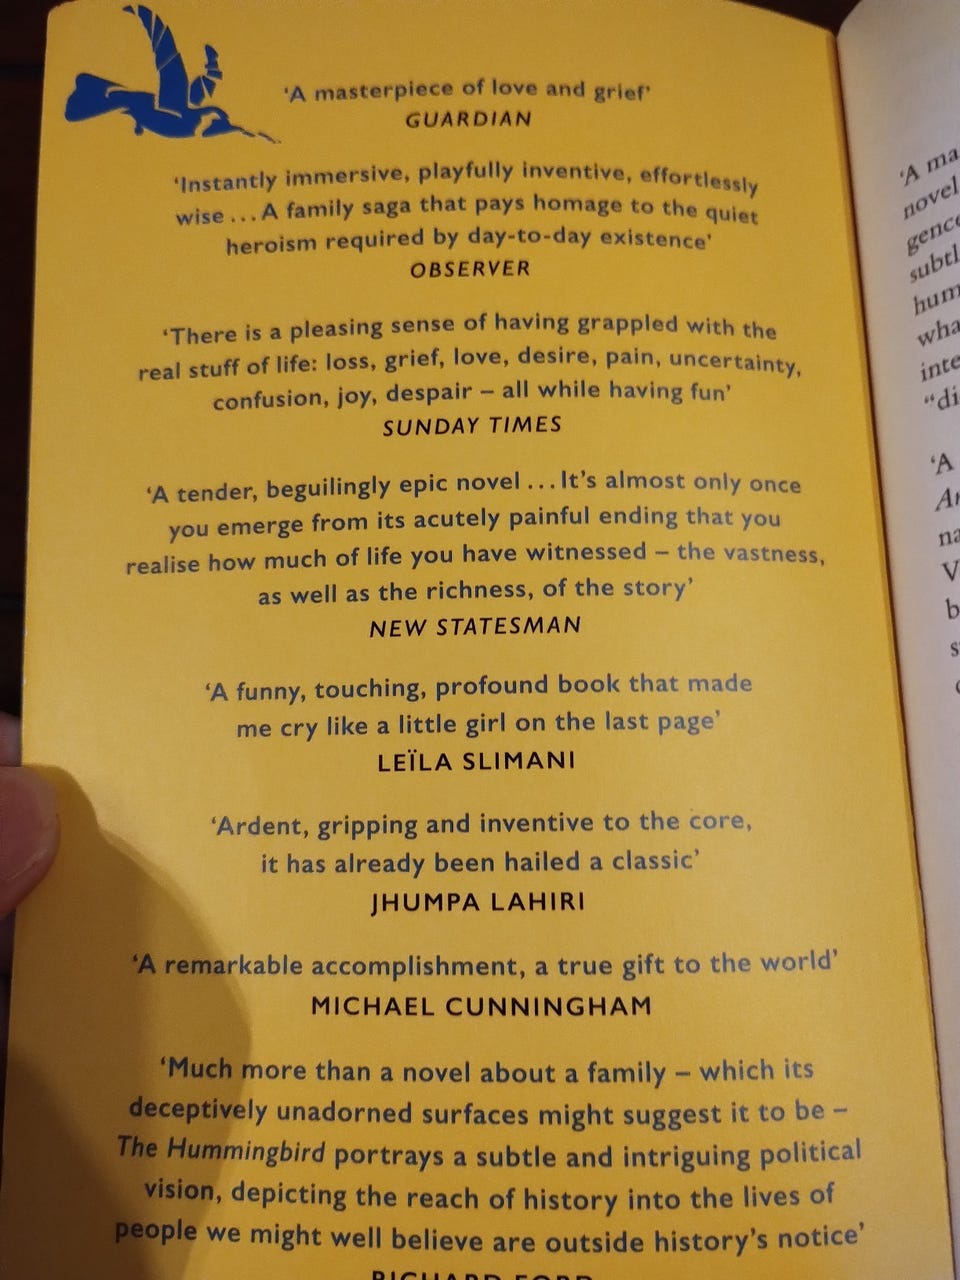 ‘A masterpiece of love and grief’
GUARDIAN
‘Instantly immersive, playfully inventive, effortlessly
wise ... A family saga that pays homage to the quiet
heroism required by day-to-day existence’
OBSERVER
‘There is a pleasing sense of having grappled with the
real stuff of life: loss, grief, love, desire, pain, uncertainty,
confusion, joy, despair – all while having fun’
SUNDAY TIMES
‘A tender, beguilingly epic novel ... It’s almost only once
you emerge from its acutely painful ending that you
realise how much of life you have witnessed – the vastness,
as well as the richness, of the story’
NEW STATESMAN
‘A funny, touching, profound book that made
me cry like a little girl on the last page’
LEÏLA SLIMANI
‘Ardent, gripping and inventive to the core,
it has already been hailed a classic’
JHUMPA LAHIRI
‘A remarkable accomplishment, a true gift to the world’
MICHAEL CUNNINGHAM
‘Much more than a novel about a family – which its
deceptively unadorned surfaces might suggest it to be –
The Hummingbird portrays a subtle and intriguing political
vision, depicting the reach of history into the lives of
people we might well believe are outside history’s notice’
RICHARD FORD
‘A
novel
‘A